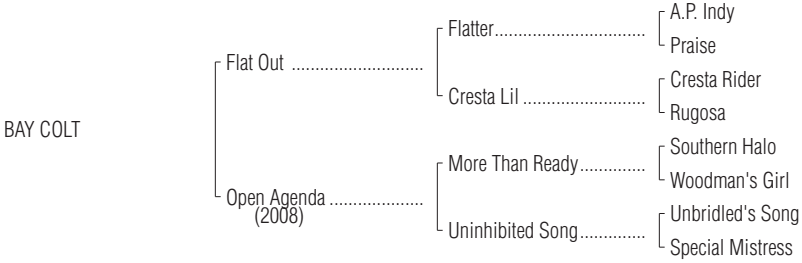 A.P. Indy
Flatter..............................
Praise
Flat Out ............................
Cresta Rider
Cresta Lil ..........................
Rugosa
BAY COLT
Southern Halo
More Than Ready..............
Woodman's Girl
Open Agenda ....................
(2008)
Unbridled's Song
Uninhibited Song..............
Special Mistress